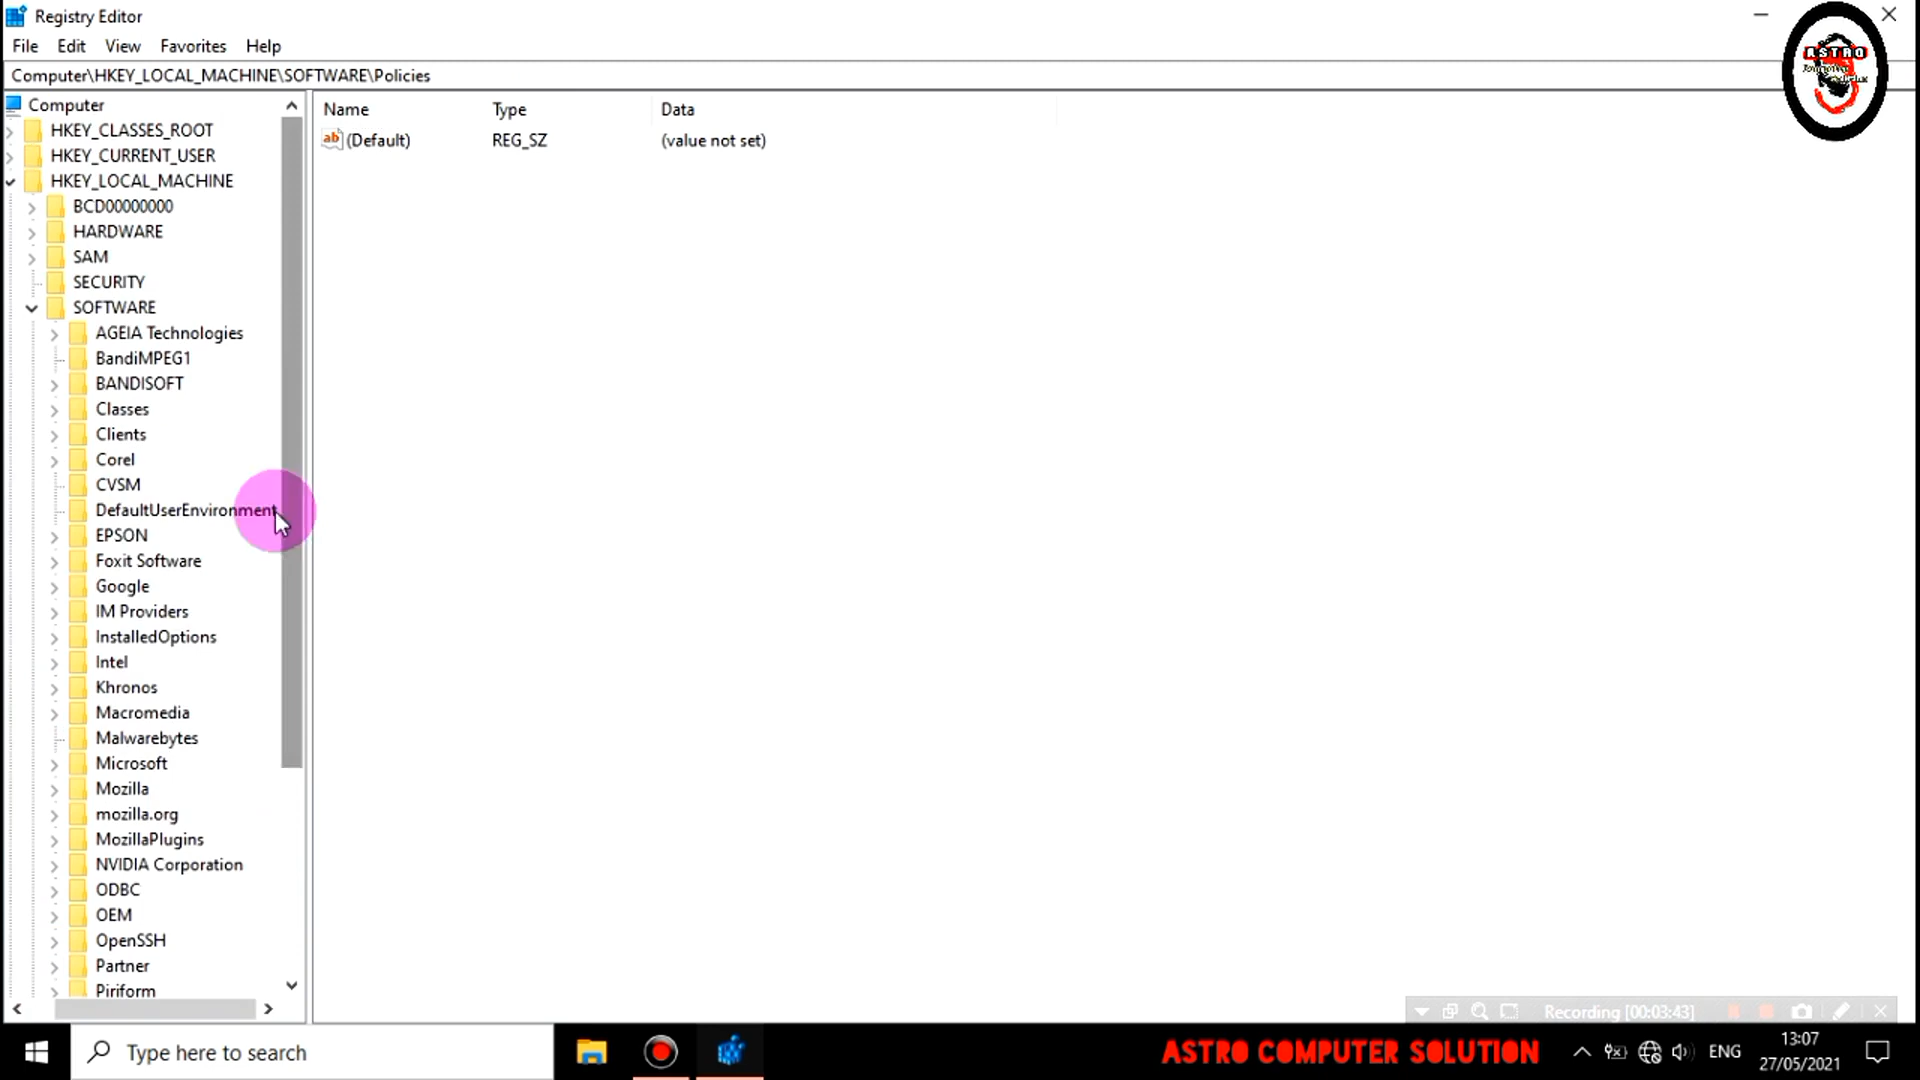 Registry Editor
File Edit View Favorites Help
Computer\HKEY_LOCAL_MACHINE\SOFTWARE\Policies
Computer
HKEY_CLASSES_ROOT
HKEY_CURRENT_USER
HKEY_LOCAL_MACHINE
BCD00000000
HARDWARE
SAM
SECURITY
SOFTWARE
AGEIA Technologies
BandiMPEG1
BANDISOFT
Classes
Clients
Corel
CVSM
DefaultUserEnvironment
EPSON
Foxit Software
Google
IM Providers
InstalledOptions
Intel
Khronos
Macromedia
Malwarebytes
Microsoft
Mozilla
mozilla.org
MozillaPlugins
NVIDIA Corporation
ODBC
OEM
OpenSSH
Partner
Piriform
Name Type Data
ab (Default) REG_SZ (value not set)
ASTRO
Recording [00:03:43]
Type here to search
ASTRO COMPUTER SOLUTION
ENG
13:07
27/05/2021